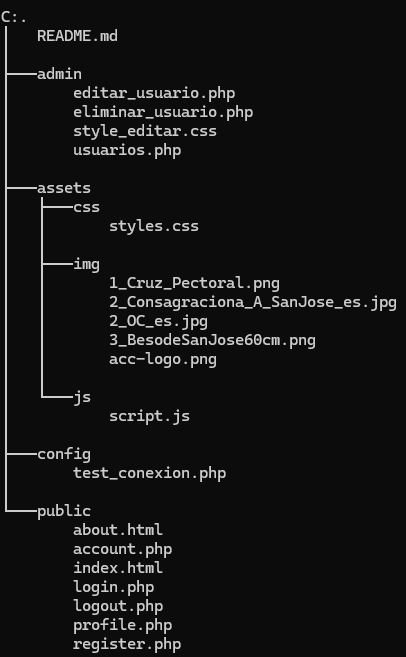 C:.
README.md
admin
editar_usuario.php
eliminar_usuario.php
style_editar.css
usuarios.php
assets
css
styles.css
img
1_Cruz_Pectoral.png
2_Consagraciona_A_SanJose_es.jpg
2_OC_es.jpg
3_BesodeSanJose60cm.png
acc-logo.png
js
script.js
config
test_conexion.php
public
about.html
account.php
index.html
login.php
logout.php
profile.php
register.php